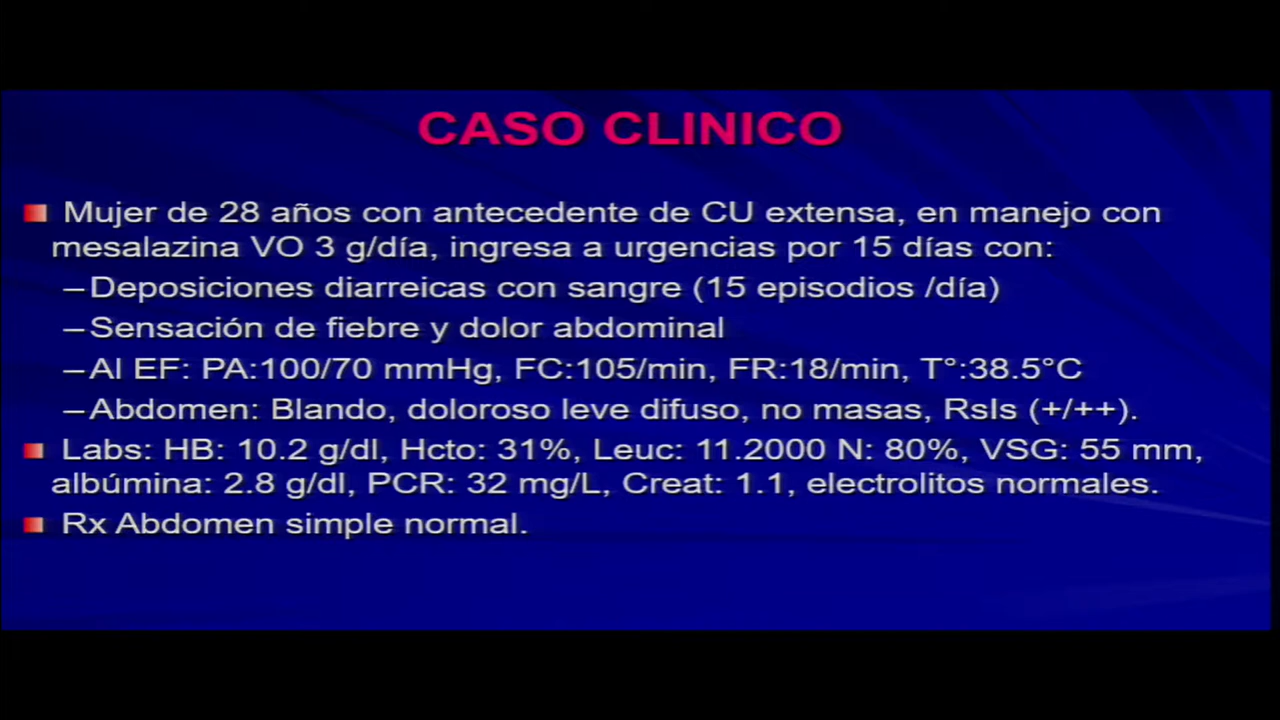 CASO CLINICO
Mujer de 28 años con antecedente de CU extensa, en manejo con
mesalazina VO 3 g/día, ingresa a urgencias por 15 días con:
–Deposiciones diarreicas con sangre (15 episodios /día)
–Sensación de fiebre y dolor abdominal
–Al EF: PA:100/70 mmHg, FC:105/min, FR:18/min, T°:38.5°C
–Abdomen: Blando, doloroso leve difuso, no masas, RsIs (+/++).
Labs: HB: 10.2 g/dl, Hcto: 31%, Leuc: 11.2000 N: 80%, VSG: 55 mm,
albúmina: 2.8 g/dl, PCR: 32 mg/L, Creat: 1.1, electrolitos normales.
Rx Abdomen simple normal.